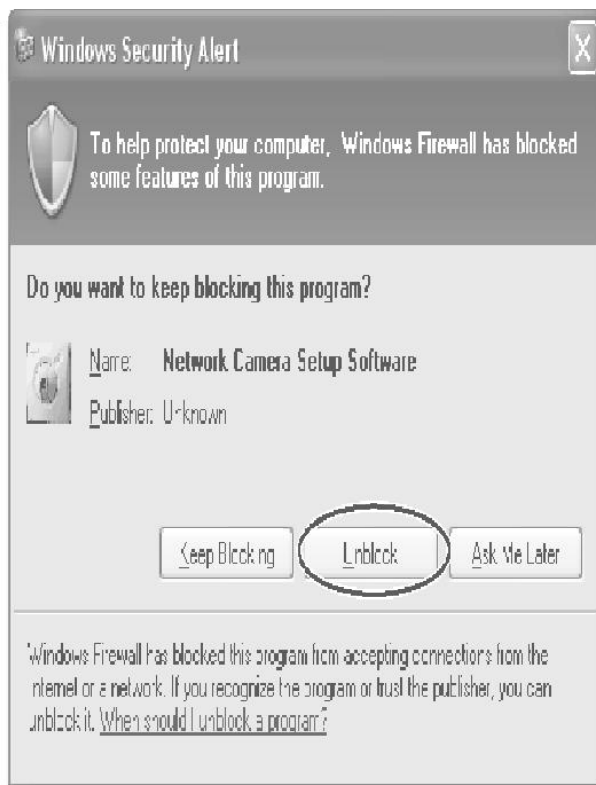 Windows Security Alert
To help protect your computer, Windows Firewall has blocked
some features of this program.
Do you want to keep blocking this program?
Name: Network Camera Setup Software
Publisher: Unknown
Keep Blocking Unblock Ask Me Later
Windows Firewall has blocked this program from accepting connections from the
Internet or a network. If you recognize the program or trust the publisher, you can
unblock it. When should I unblock a program?